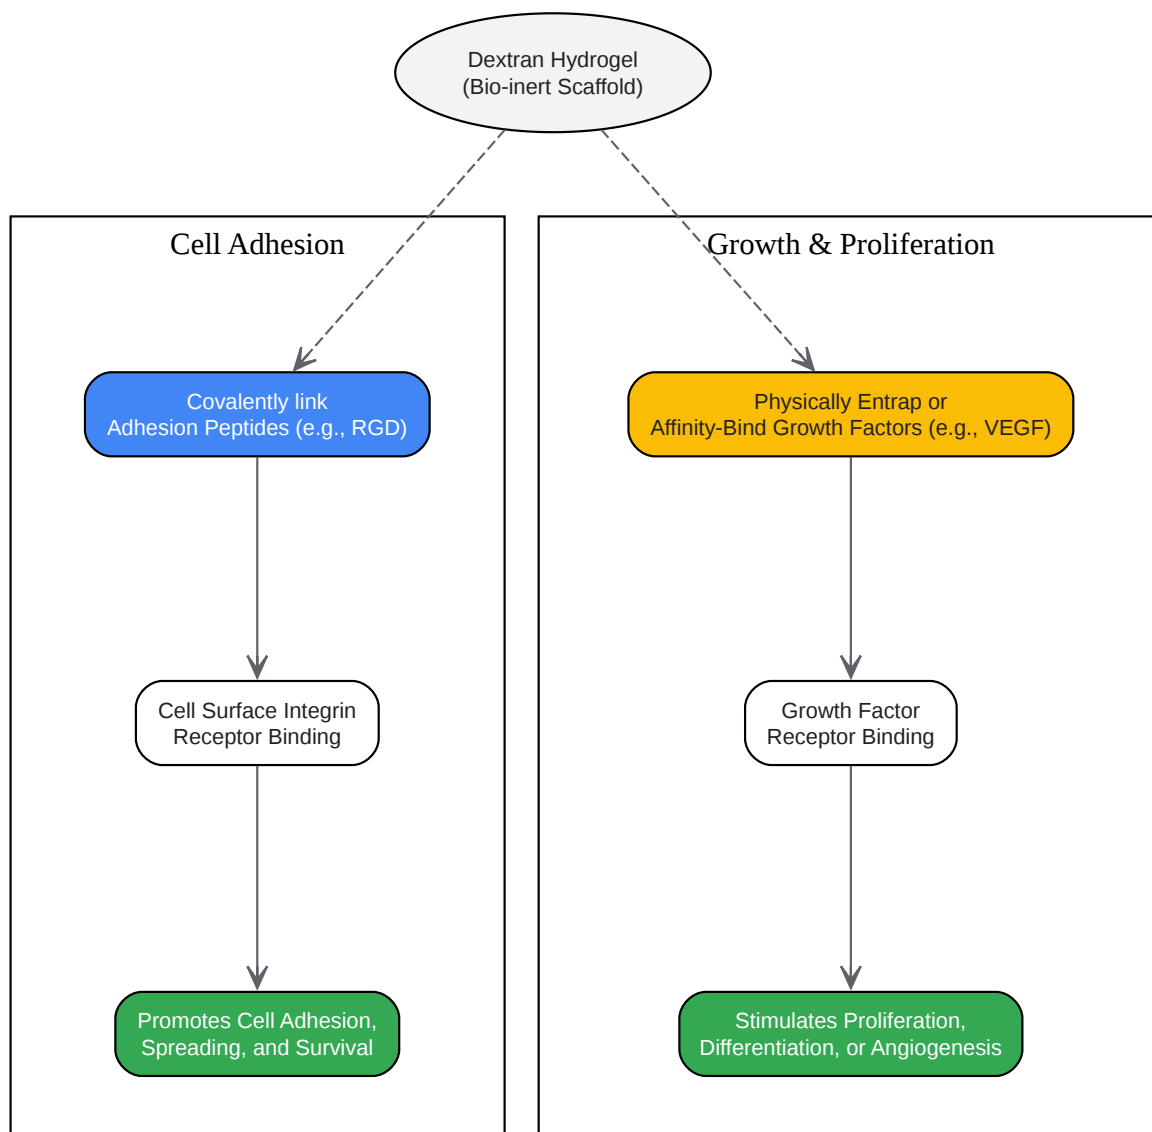 Dextran Hydrogel
(Bio-inert Scaffold)
Cell Adhesion
Covalently link
Adhesion Peptides (e.g., RGD)
Cell Surface Integrin
Receptor Binding
Promotes Cell Adhesion,
Spreading, and Survival
Growth & Proliferation
Physically Entrap or
Affinity-Bind Growth Factors (e.g., VEGF)
Growth Factor
Receptor Binding
Stimulates Proliferation,
Differentiation, or Angiogenesis